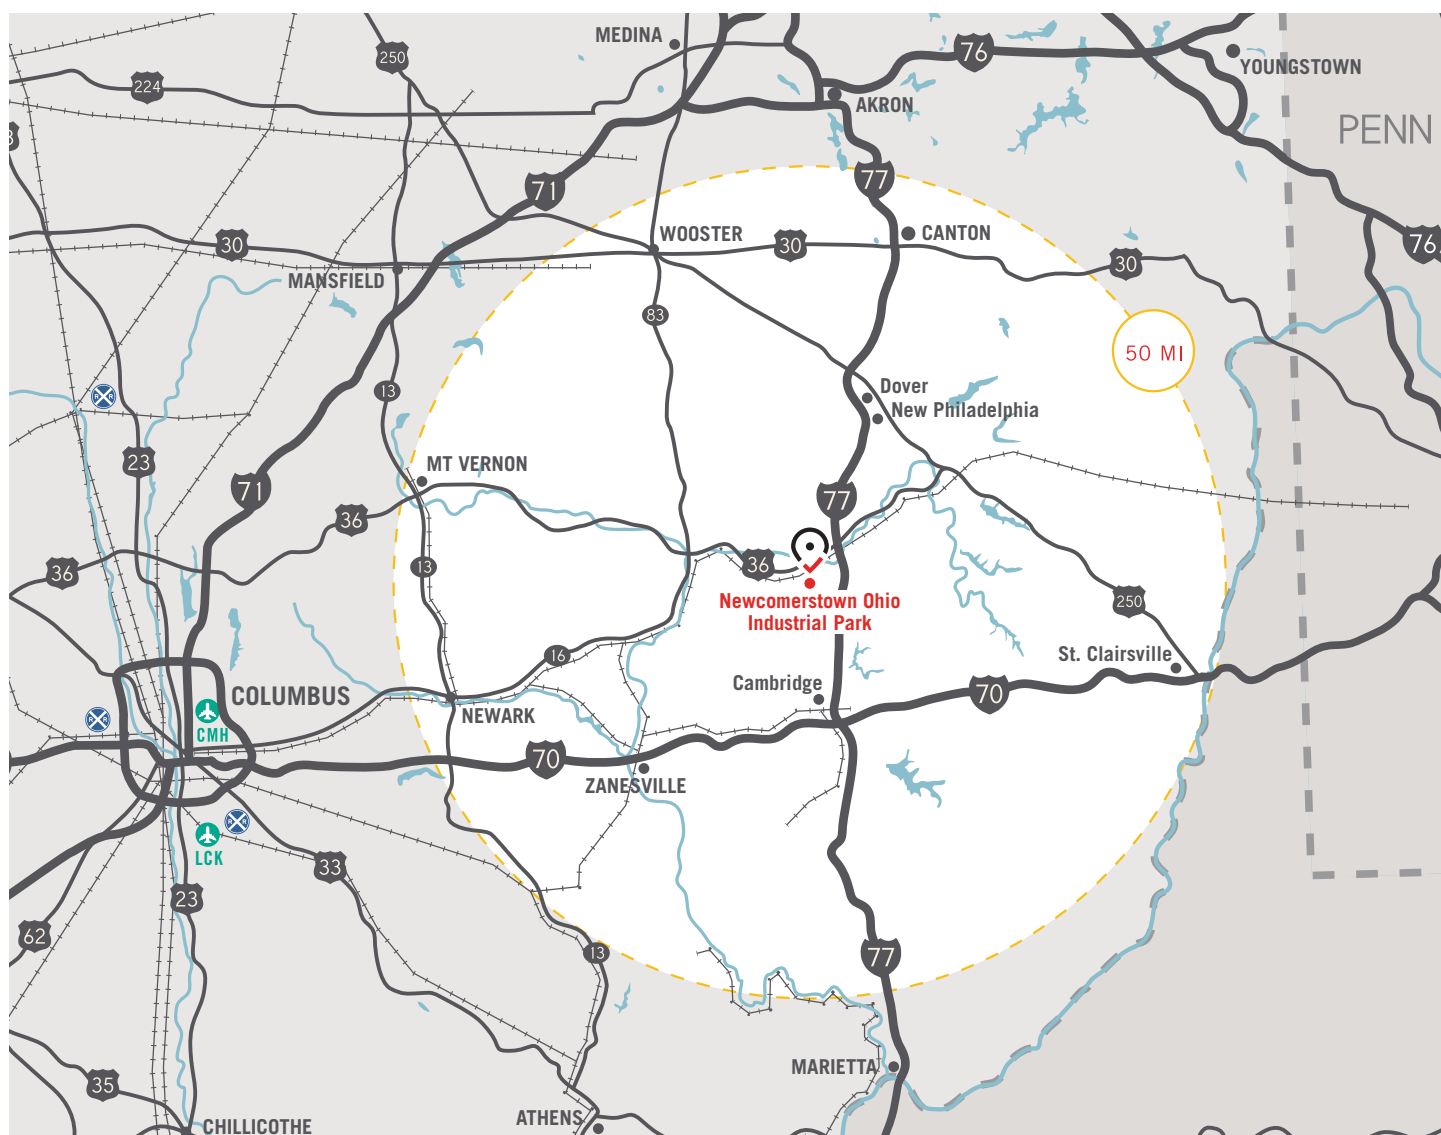 MEDINA
250
76
YOUNGSTOWN
224
AKRON
PENN
77
71
WOOSTER
CANTON
30
30
76
30
MANSFIELD
83
50 MI
13
Dover
New Philadelphia
23
MT VERNON
71
77
36
36
13
36
Newcomerstown Ohio
Industrial Park
250
16
St. Clairsville
Cambridge
70
COLUMBUS
NEWARK
CMH
70
ZANESVILLE
R R
R R
R R
LCK
33
23
62
13
77
MARIETTA
35
ATHENS
CHILLICOTHE